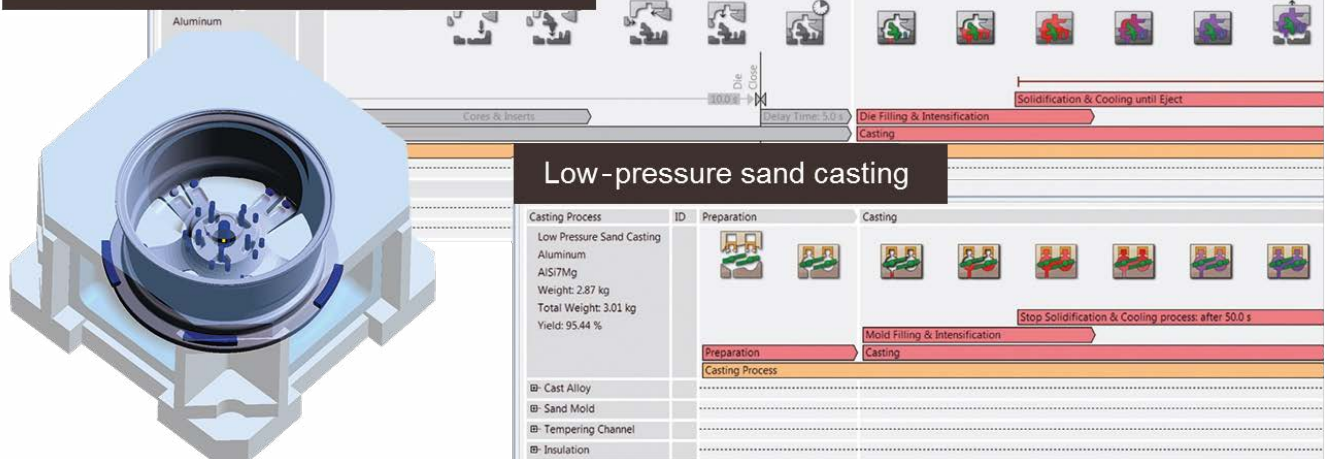 Aluminum
Die
Close
10.0 s
Solidification & Cooling until Eject
Cores & Inserts
Delay Time: 5.0 s
Die Filling & Intensification
Casting
Low-pressure sand casting
Casting Process
ID
Preparation
Casting
Low Pressure Sand Casting
Aluminum
AlSi7Mg
Weight: 2.87 kg
Total Weight: 3.01 kg
Yield: 95.44 %
Stop Solidification & Cooling process: after 50.0 s
Mold Filling & Intensification
Preparation
Casting
Casting Process
Cast Alloy
Sand Mold
Tempering Channel
Insulation